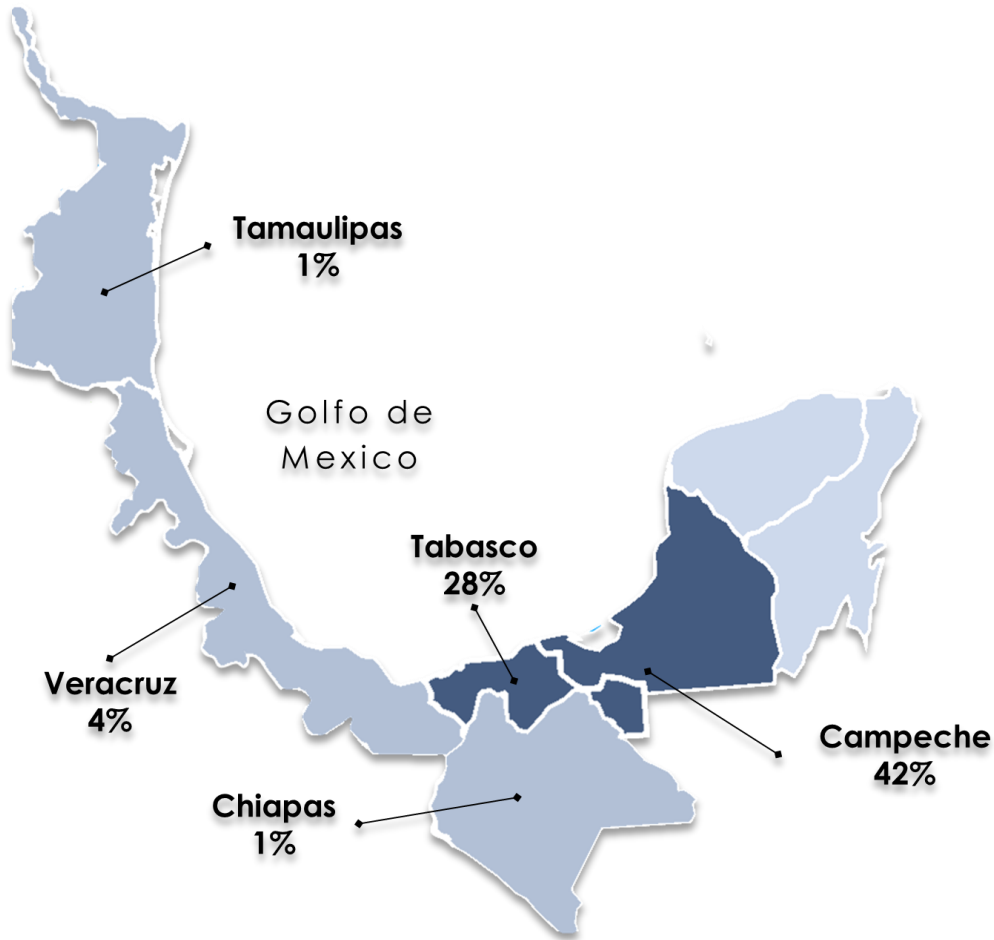 Tamaulipas
1%
Golfo de
Mexico
Tabasco
28%
Veracruz
4%
Campeche
42%
Chiapas
1%